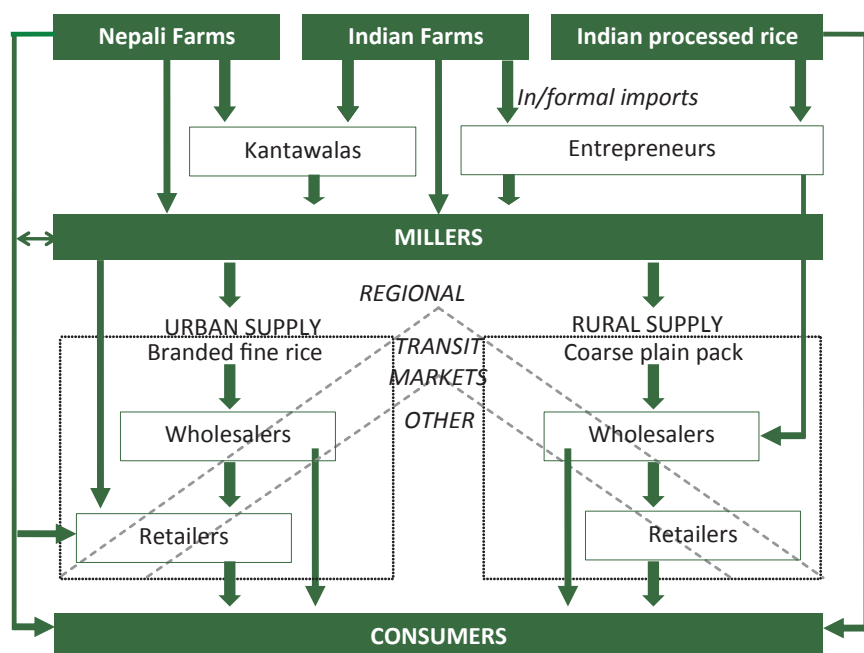 Nepali Farms
Indian Farms
Indian processed rice
In/formal imports
Kantawalas
Entrepreneurs
MILLERS
REGIONAL
URBAN SUPPLY
Branded fine rice
RURAL SUPPLY
Coarse plain pack
TRANSIT
MARKETS
OTHER
Wholesalers
Wholesalers
Retailers
Retailers
CONSUMERS